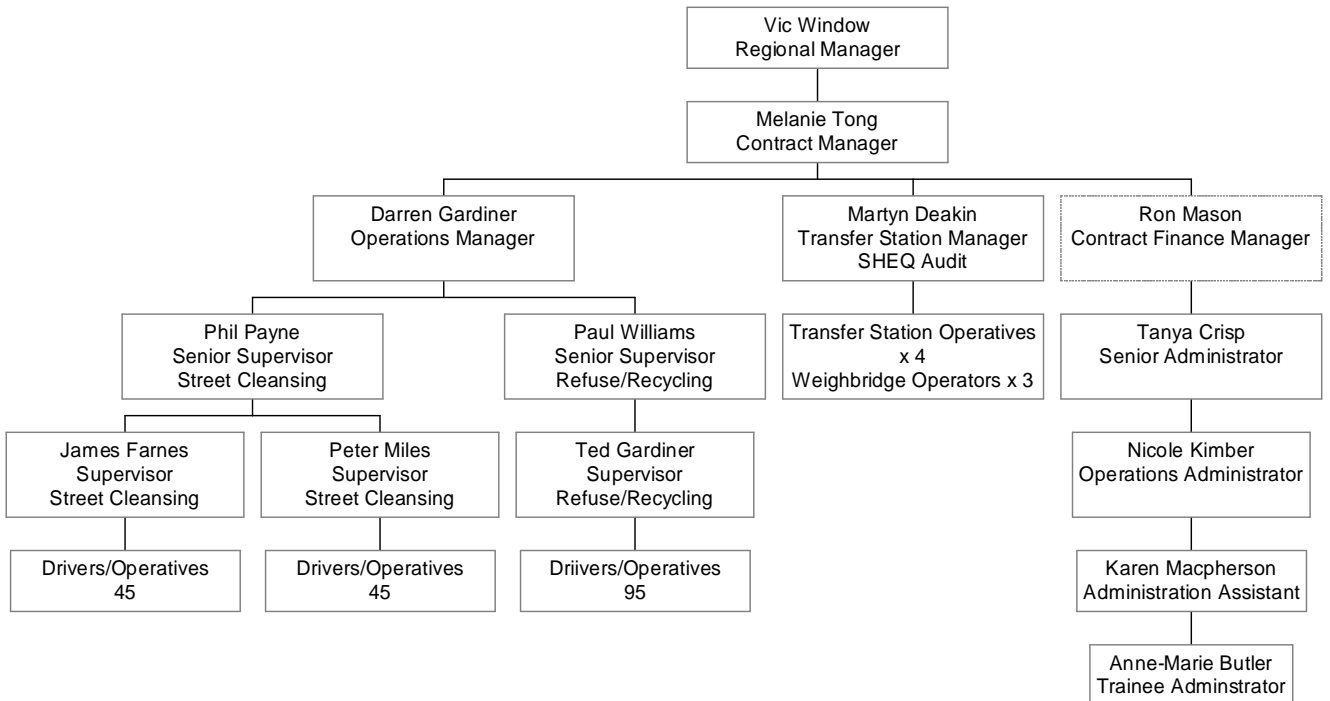 Vic Window
Regional Manager
Melanie Tong
Contract Manager
Darren Gardiner
Operations Manager
Martyn Deakin
Transfer Station Manager
SHEQ Audit
Ron Mason
Contract Finance Manager
Phil Payne
Senior Supervisor
Street Cleansing
Paul Williams
Senior Supervisor
Refuse/Recycling
Transfer Station Operatives
x 4
Weighbridge Operators x 3
Tanya Crisp
Senior Administrator
James Farnes
Supervisor
Street Cleansing
Peter Miles
Supervisor
Street Cleansing
Ted Gardiner
Supervisor
Refuse/Recycling
Nicole Kimber
Operations Administrator
Drivers/Operatives
45
Drivers/Operatives
45
Driivers/Operatives
95
Karen Macpherson
Administration Assistant
Anne-Marie Butler
Trainee Adminstrator